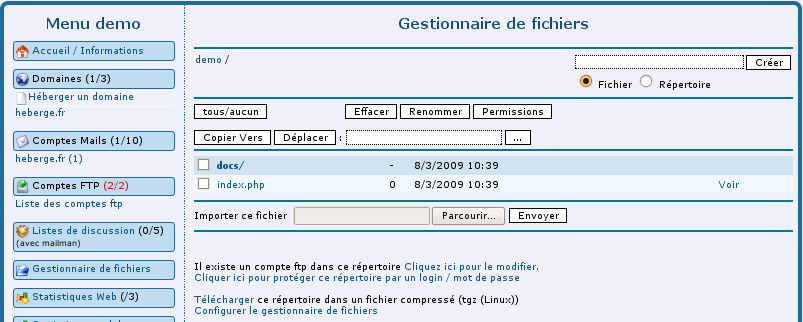 Menu demo
Accueil / Informations
Domaines (1/3)
Héberger un domaine
heberge.fr
Comptes Mails (1/10)
heberge.fr (1)
Comptes FTP (2/2)
Liste des comptes ftp
Listes de discussion (0/5)
(avec mailman)
Gestionnaire de fichiers
Statistiques Web (/3)
Gestionnaire de fichiers
demo /
Créer
Fichier Répertoire
tous/aucun Effacer Renommer Permissions
Copier Vers Déplacer : ...
docs/ - 8/3/2009 10:39
index.php 0 8/3/2009 10:39 Voir
Importer ce fichier Parcourir... Envoyer
Il existe un compte ftp dans ce répertoire Cliquez ici pour le modifier.
Cliquer ici pour protéger ce répertoire par un login / mot de passe
Télécharger ce répertoire dans un fichier compressé (tgz (Linux))
Configurer le gestionnaire de fichiers